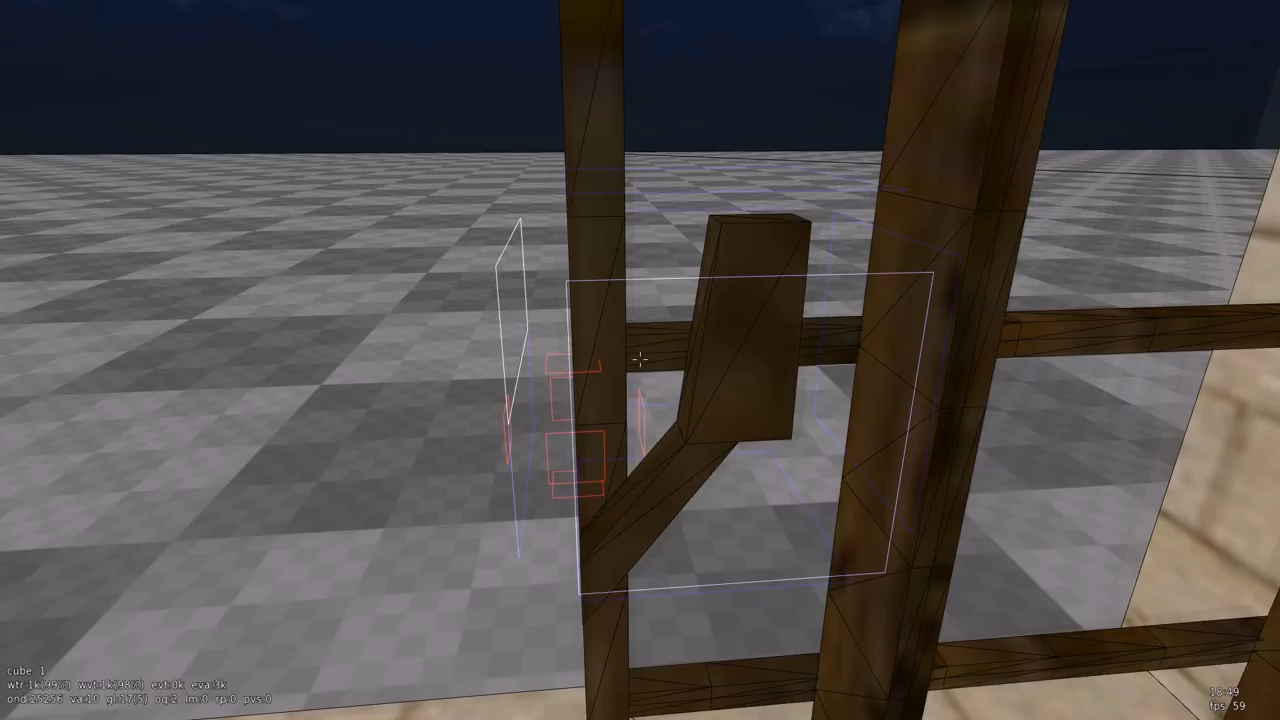 cube 1
wtr:1k(99%) wvt:1k(98%) evt:0k eva:3k
ond:25256 va:10 gl:17(5) oq:2 lm:0 rp:0 pvs:0
18:49
fps 59